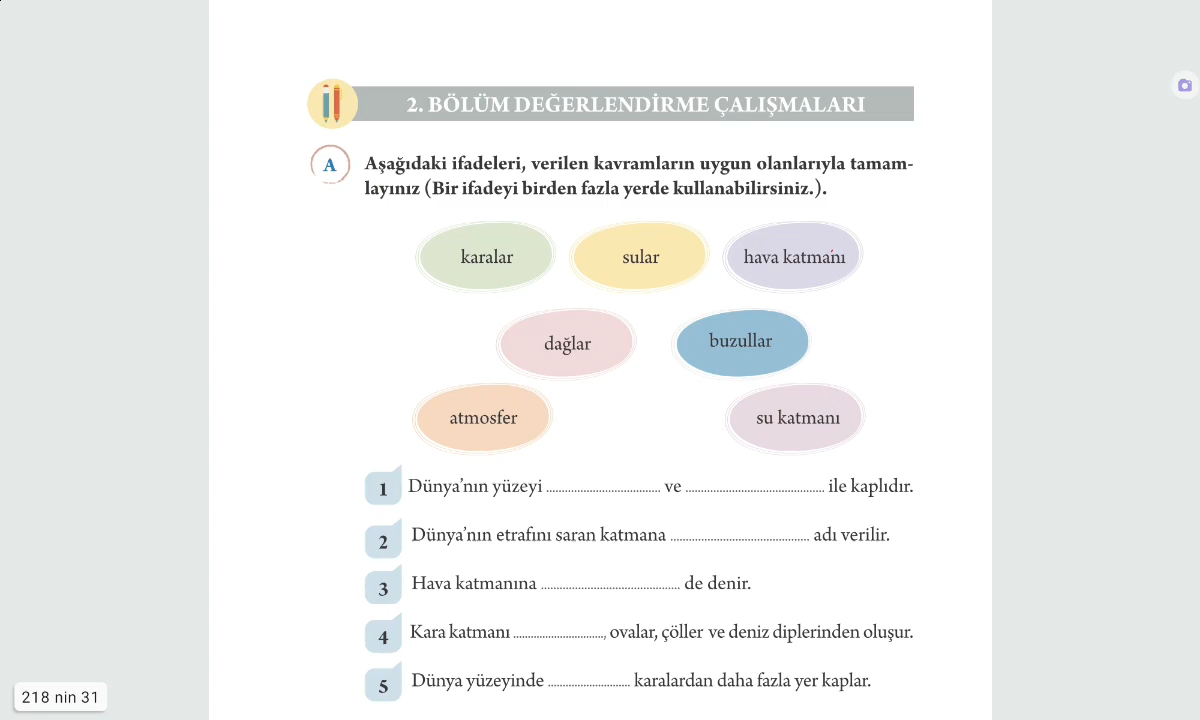 2. BÖLÜM DEĞERLENDİRME ÇALIŞMALARI
A
Aşağıdaki ifadeleri, verilen kavramların uygun olanlarıyla tamam-
layınız (Bir ifadeyi birden fazla yerde kullanabilirsiniz.).
karalar
sular
hava katmanı
dağlar
buzullar
atmosfer
su katmanı
1 Dünya'nın yüzeyi ................................... ve .......................................... ile kaplıdır.
2 Dünya'nın etrafını saran katmana .......................................... adı verilir.
3 Hava katmanına .......................................... de denir.
4 Kara katmanı ..............................., ovalar, çöller ve deniz diplerinden oluşur.
5 Dünya yüzeyinde ........................... karalardan daha fazla yer kaplar.
218 nin 31